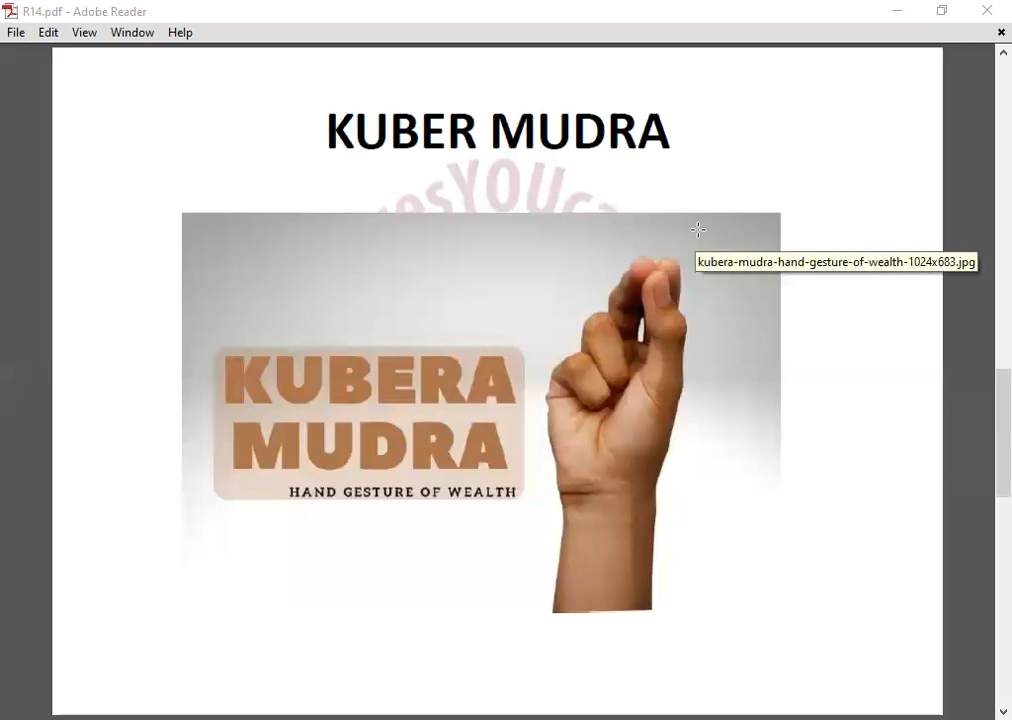 R14.pdf - Adobe Reader
File Edit View Window Help
KUBER MUDRA
kubera-mudra-hand-gesture-of-wealth-1024x683.jpg
KUBERA
MUDRA
HAND GESTURE OF WEALTH